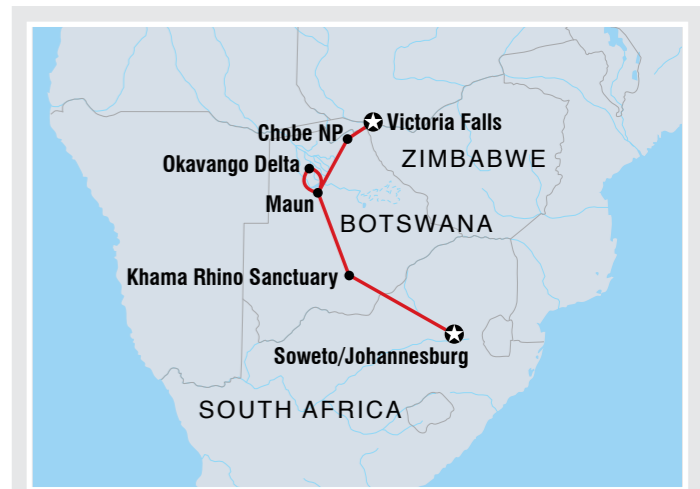 Victoria Falls
Chobe NP
ZIMBABWE
Okavango Delta
Maun
BOTSWANA
Khama Rhino Sanctuary
Soweto/Johannesburg
SOUTH AFRICA